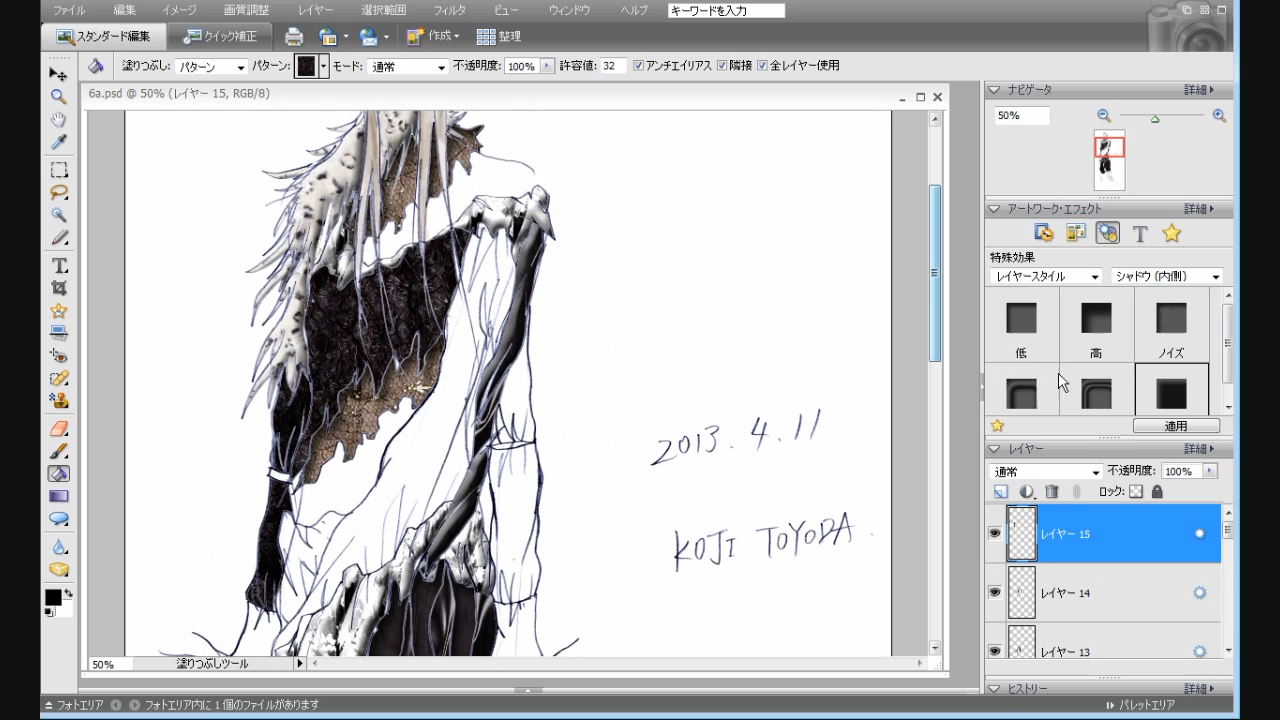 ファイル 編集 イメージ 画質調整 レイヤー 選択範囲 フィルタ ビュー ウィンドウ ヘルプ キーワードを入力
スタンダード編集 クイック補正 作成 整理
塗りつぶし: パターン パターン: モード: 通常 不透明度: 100% 許容値: 32 アンチエイリアス 隣接 全レイヤー使用
6a.psd @ 50% (レイヤー 15, RGB/8)
ナビゲータ 詳細
50%
アートワーク・エフェクト 詳細
特殊効果
レイヤースタイル シャドウ (内側)
低 高 ノイズ
適用
レイヤー 詳細
通常 不透明度: 100%
ロック:
レイヤー 15
レイヤー 14
レイヤー 13
2013.4.11
KOJI TOYODA
50% 塗りつぶしツール
ヒストリー 詳細
フォトエリア フォトエリア内に 1 個のファイルがあります パレットエリア